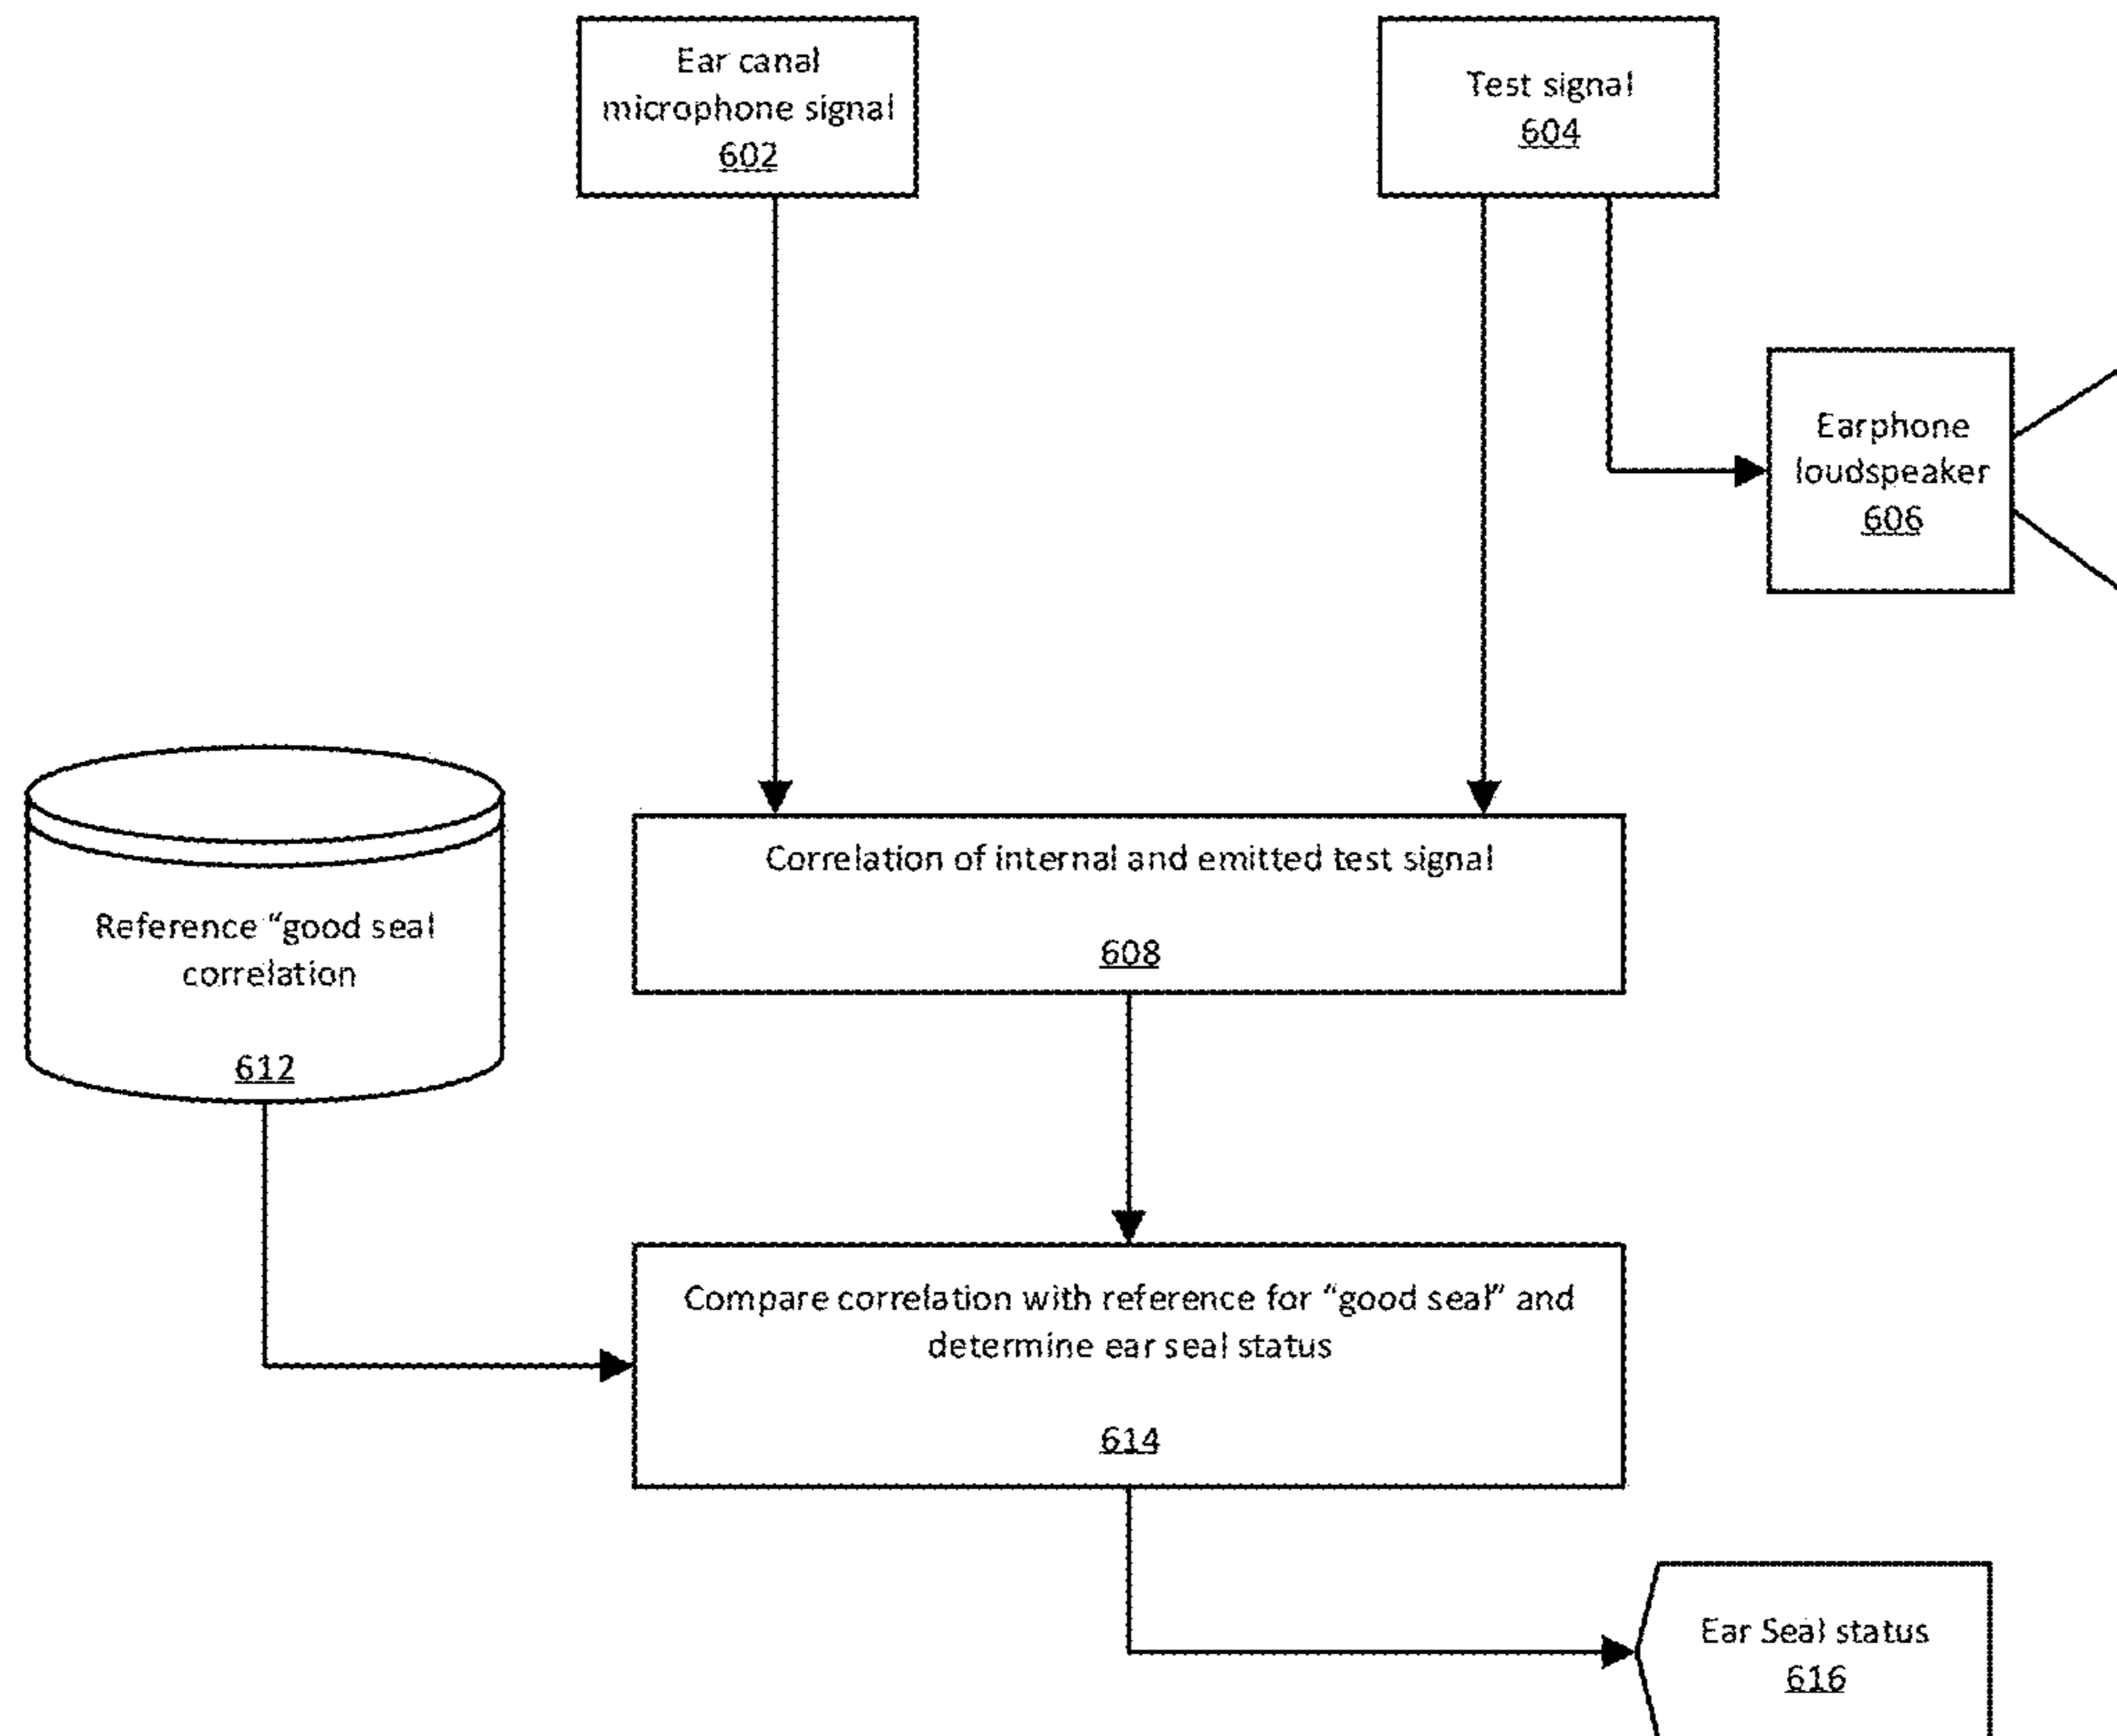 Ear canal
microphone signal
602
Test signal
604
Earphone
loudspeaker
606
Correlation of internal and emitted test signal
608
Reference “good seal
correlation
612
Compare correlation with reference for “good seal” and
determine ear seal status
614
Ear Seal status
616